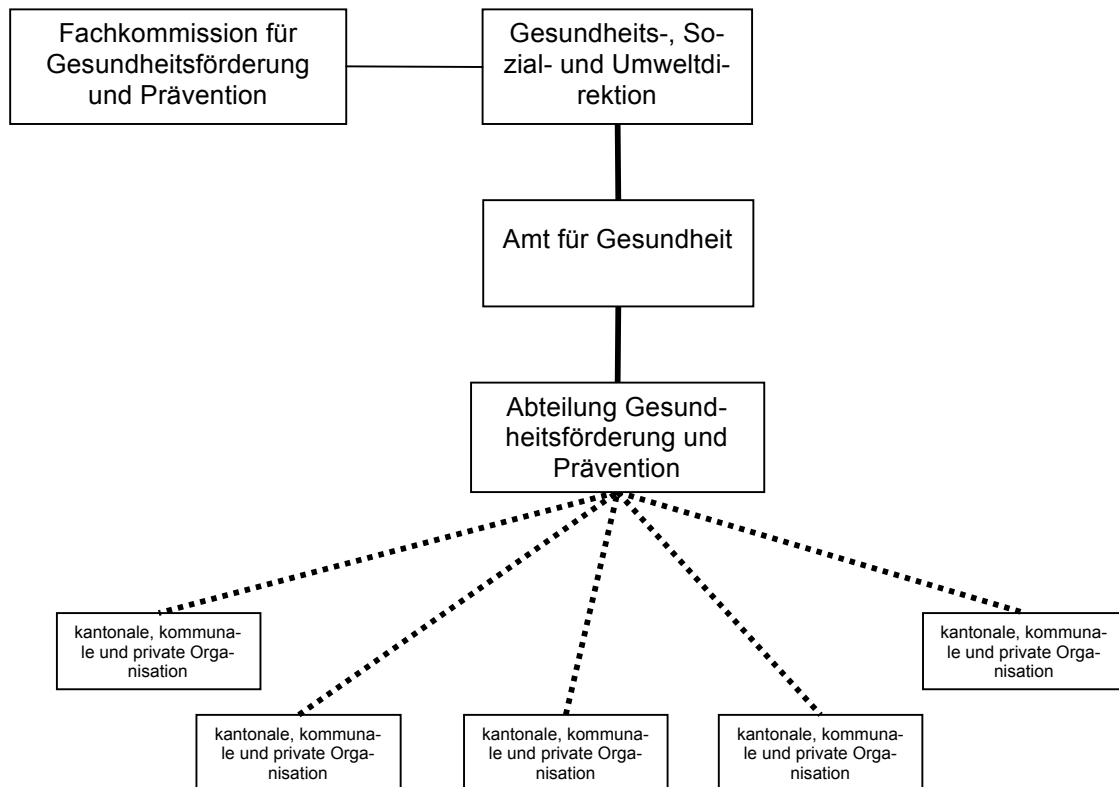 Fachkommission für
Gesundheitsförderung
und Prävention
Gesundheits-, So-
zial- und Umweltdi-
rektion
Amt für Gesundheit
Abteilung Gesund-
heitsförderung und
Prävention
kantonale, kommuna-
le und private Orga-
nisation
kantonale, kommuna-
le und private Orga-
nisation
kantonale, kommuna-
le und private Orga-
nisation
kantonale, kommuna-
le und private Orga-
nisation
kantonale, kommuna-
le und private Orga-
nisation